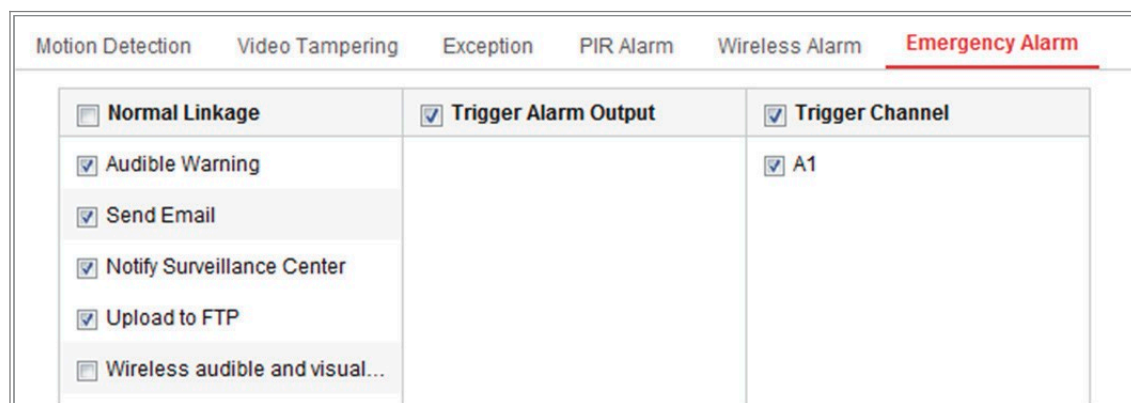 Motion Detection Video Tampering Exception PIR Alarm Wireless Alarm Emergency Alarm
Normal Linkage Trigger Alarm Output Trigger Channel
Audible Warning A1
Send Email
Notify Surveillance Center
Upload to FTP
Wireless audible and visual...